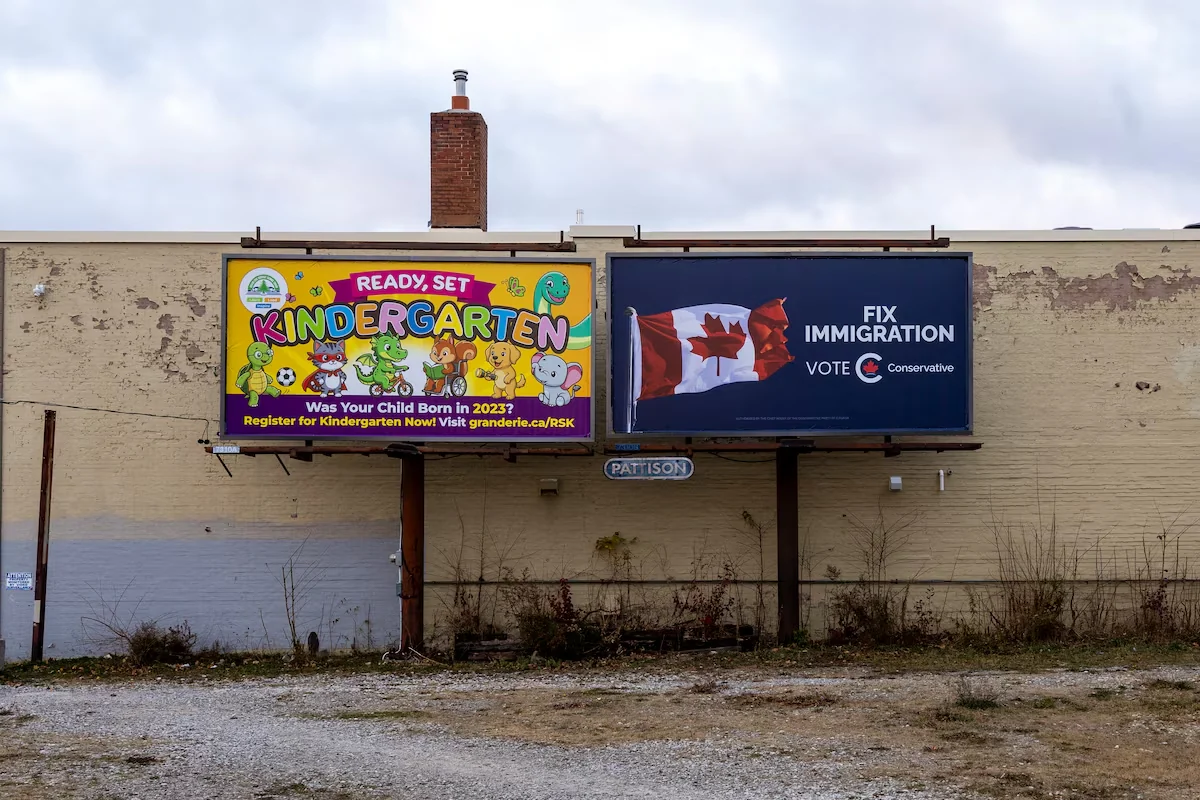 READY, SET
KINDERGARTEN
Was Your Child Born in 2023?
Register for Kindergarten Now! Visit granderie.ca/RSK
FIX
IMMIGRATION
VOTE C Conservative
PATTISON